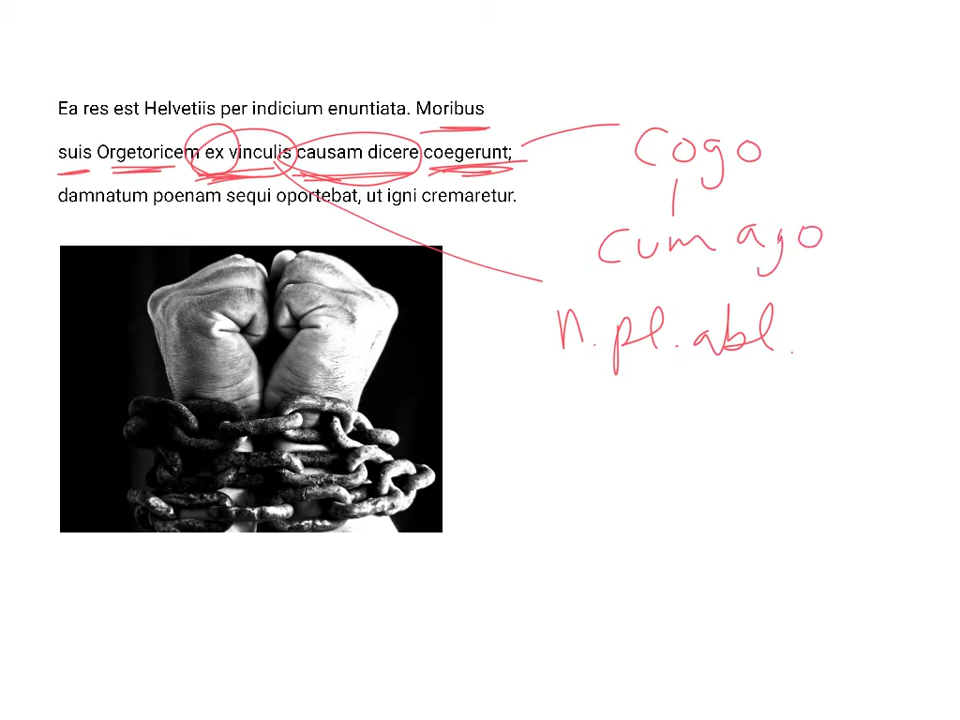 Ea res est Helvetiis per indicium enuntiata. Moribus
suis Orgetoricem ex vinculis causam dicere coegerunt;
damnatum poenam sequi oportebat, ut igni cremaretur.
cogo
cum ago
n. pl. abl.